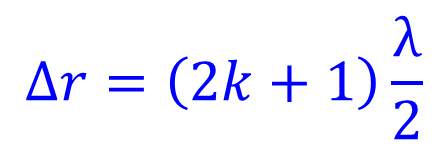 Δr = (2k + 1) λ/2